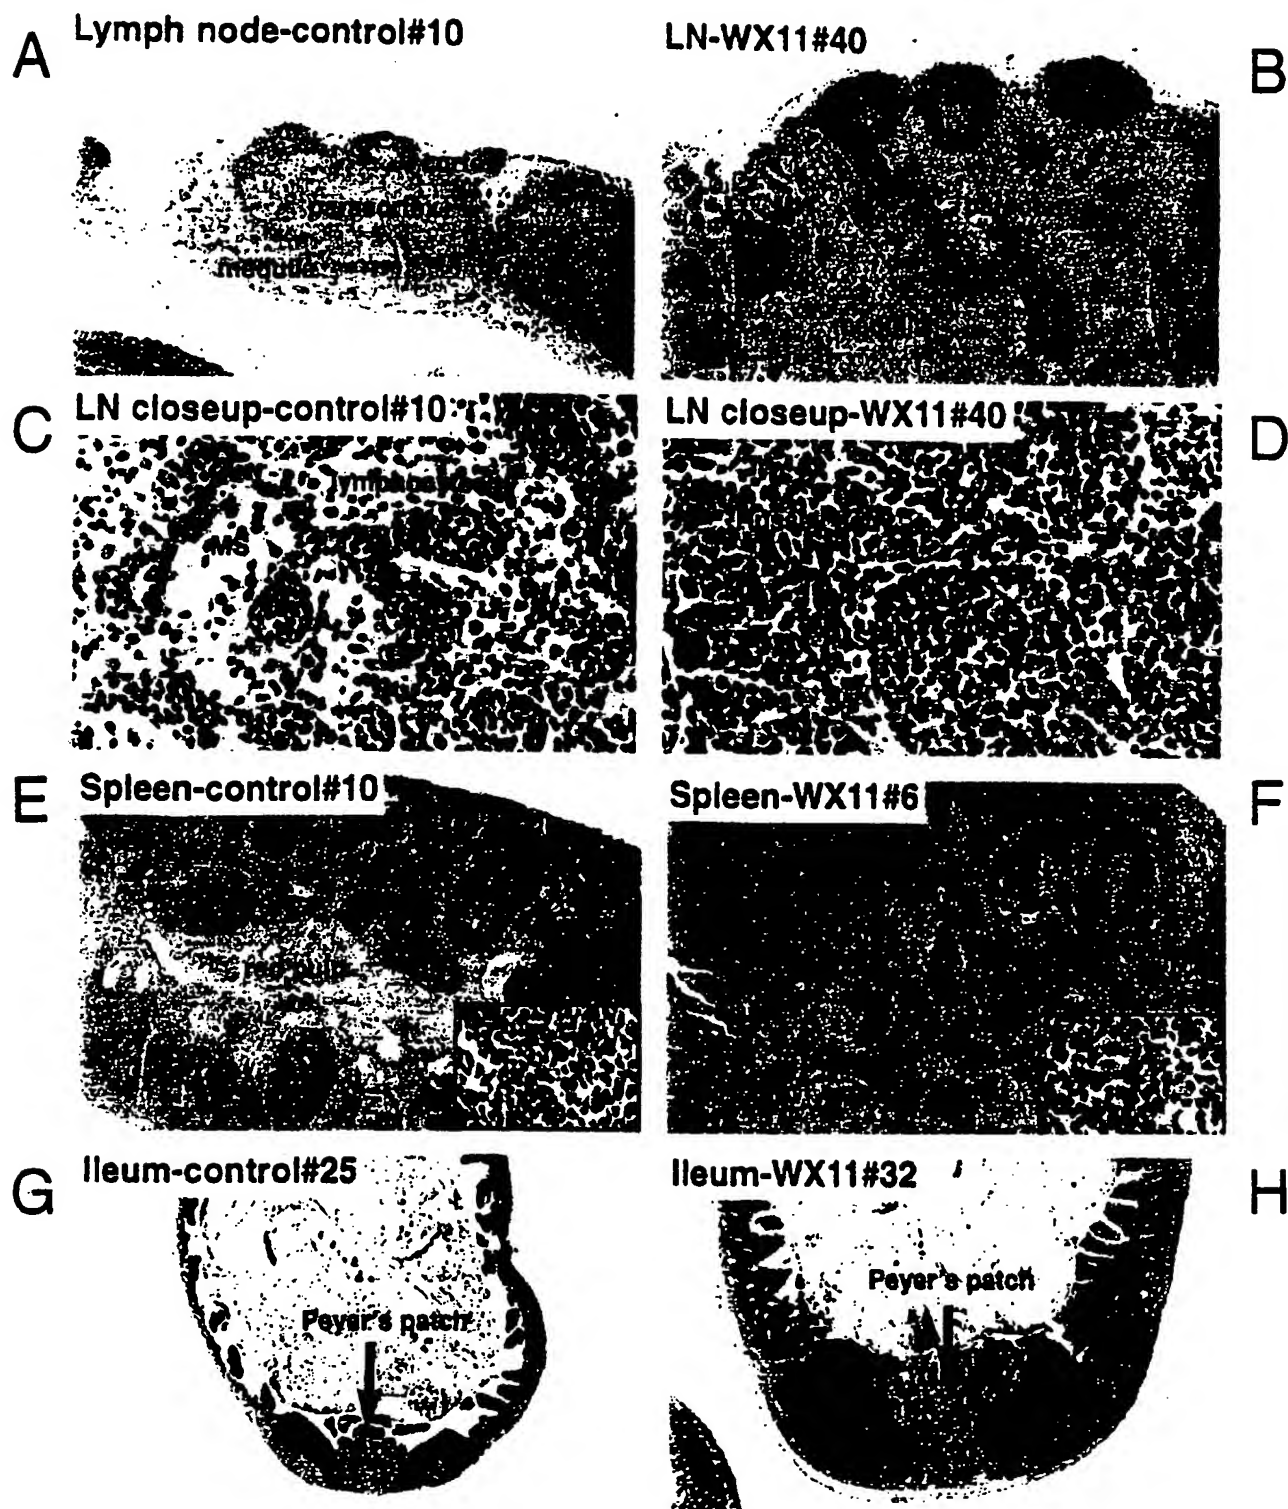 A
Lymph node-control#10
LN-WX11#40
B
medulla
C
LN closeup-control#10
LN closeup-WX11#40
D
MS
E
Spleen-control#10
Spleen-WX11#6
F
red pulp
G
Ileum-control#25
Ileum-WX11#32
H
Peyer's patch
Peyer's patch